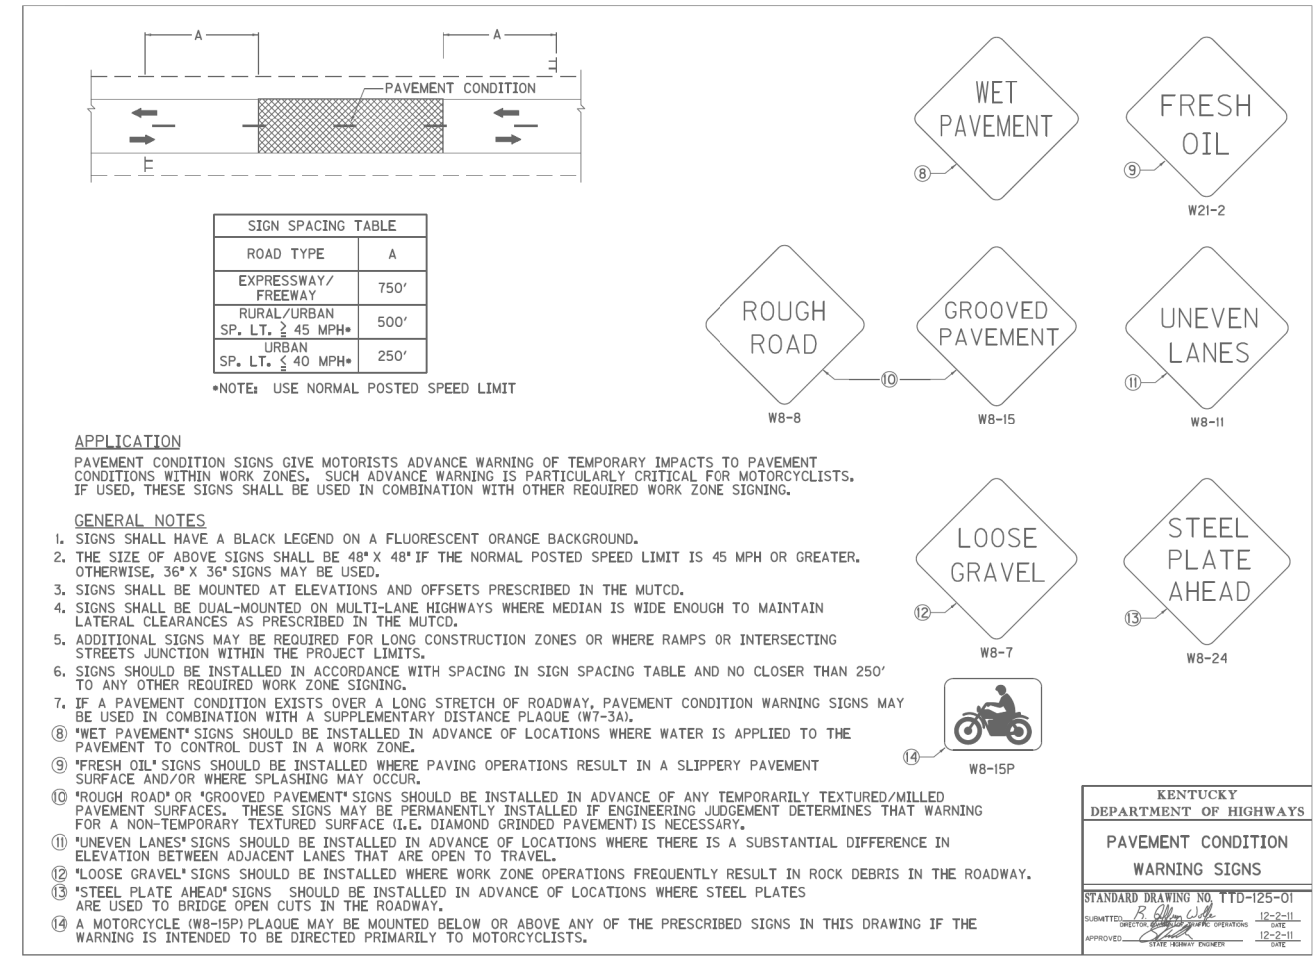 A
A
PAVEMENT CONDITION
SIGN SPACING TABLE
ROAD TYPE A
EXPRESSWAY/
FREEWAY
750'
RURAL/URBAN
SP. LT. ≧ 45 MPH*
500'
URBAN
SP. LT. ≦ 40 MPH*
250'
*NOTE: USE NORMAL POSTED SPEED LIMIT
WET
PAVEMENT
8
FRESH
OIL
9
W21-2
ROUGH
ROAD
W8-8
10
GROOVED
PAVEMENT
W8-15
UNEVEN
LANES
11
W8-11
LOOSE
GRAVEL
12
W8-7
STEEL
PLATE
AHEAD
13
W8-24
14
W8-15P
APPLICATION
PAVEMENT CONDITION SIGNS GIVE MOTORISTS ADVANCE WARNING OF TEMPORARY IMPACTS TO PAVEMENT
CONDITIONS WITHIN WORK ZONES. SUCH ADVANCE WARNING IS PARTICULARLY CRITICAL FOR MOTORCYCLISTS.
IF USED, THESE SIGNS SHALL BE USED IN COMBINATION WITH OTHER REQUIRED WORK ZONE SIGNING.
GENERAL NOTES
1. SIGNS SHALL HAVE A BLACK LEGEND ON A FLUORESCENT ORANGE BACKGROUND.
2. THE SIZE OF ABOVE SIGNS SHALL BE 48" X 48" IF THE NORMAL POSTED SPEED LIMIT IS 45 MPH OR GREATER.
OTHERWISE, 36" X 36" SIGNS MAY BE USED.
3. SIGNS SHALL BE MOUNTED AT ELEVATIONS AND OFFSETS PRESCRIBED IN THE MUTCD.
4. SIGNS SHALL BE DUAL-MOUNTED ON MULTI-LANE HIGHWAYS WHERE MEDIAN IS WIDE ENOUGH TO MAINTAIN
LATERAL CLEARANCES AS PRESCRIBED IN THE MUTCD.
5. ADDITIONAL SIGNS MAY BE REQUIRED FOR LONG CONSTRUCTION ZONES OR WHERE RAMPS OR INTERSECTING
STREETS JUNCTION WITHIN THE PROJECT LIMITS.
6. SIGNS SHOULD BE INSTALLED IN ACCORDANCE WITH SPACING IN SIGN SPACING TABLE AND NO CLOSER THAN 250'
TO ANY OTHER REQUIRED WORK ZONE SIGNING.
7. IF A PAVEMENT CONDITION EXISTS OVER A LONG STRETCH OF ROADWAY, PAVEMENT CONDITION WARNING SIGNS MAY
BE USED IN COMBINATION WITH A SUPPLEMENTARY DISTANCE PLAQUE (W7-3A).
8 "WET PAVEMENT" SIGNS SHOULD BE INSTALLED IN ADVANCE OF LOCATIONS WHERE WATER IS APPLIED TO THE
PAVEMENT TO CONTROL DUST IN A WORK ZONE.
9 "FRESH OIL" SIGNS SHOULD BE INSTALLED WHERE PAVING OPERATIONS RESULT IN A SLIPPERY PAVEMENT
SURFACE AND/OR WHERE SPLASHING MAY OCCUR.
10 "ROUGH ROAD" OR "GROOVED PAVEMENT" SIGNS SHOULD BE INSTALLED IN ADVANCE OF ANY TEMPORARILY TEXTURED/MILLED
PAVEMENT SURFACES. THESE SIGNS MAY BE PERMANENTLY INSTALLED IF ENGINEERING JUDGEMENT DETERMINES THAT WARNING
FOR A NON-TEMPORARY TEXTURED SURFACE (I.E. DIAMOND GRINDED PAVEMENT) IS NECESSARY.
11 "UNEVEN LANES" SIGNS SHOULD BE INSTALLED IN ADVANCE OF LOCATIONS WHERE THERE IS A SUBSTANTIAL DIFFERENCE IN
ELEVATION BETWEEN ADJACENT LANES THAT ARE OPEN TO TRAVEL.
12 "LOOSE GRAVEL" SIGNS SHOULD BE INSTALLED WHERE WORK ZONE OPERATIONS FREQUENTLY RESULT IN ROCK DEBRIS IN THE ROADWAY.
13 "STEEL PLATE AHEAD" SIGNS SHOULD BE INSTALLED IN ADVANCE OF LOCATIONS WHERE STEEL PLATES
ARE USED TO BRIDGE OPEN CUTS IN THE ROADWAY.
14 A MOTORCYCLE (W8-15P) PLAQUE MAY BE MOUNTED BELOW OR ABOVE ANY OF THE PRESCRIBED SIGNS IN THIS DRAWING IF THE
WARNING IS INTENDED TO BE DIRECTED PRIMARILY TO MOTORCYCLISTS.
KENTUCKY
DEPARTMENT OF HIGHWAYS
PAVEMENT CONDITION
WARNING SIGNS
STANDARD DRAWING NO. TTD-125-01
SUBMITTED 12-2-11
DIRECTOR, TRAFFIC OPERATIONS DATE
APPROVED 12-2-11
STATE HIGHWAY ENGINEER DATE